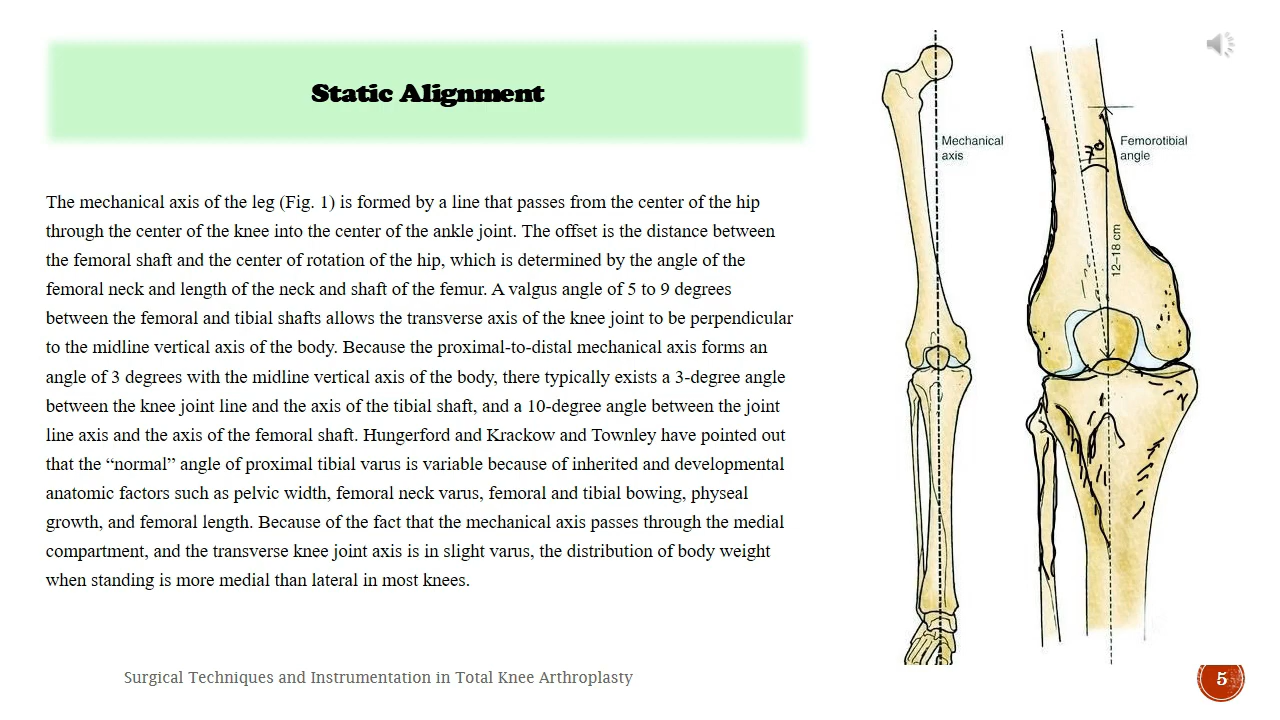 Static Alignment
The mechanical axis of the leg (Fig. 1) is formed by a line that passes from the center of the hip
through the center of the knee into the center of the ankle joint. The offset is the distance between
the femoral shaft and the center of rotation of the hip, which is determined by the angle of the
femoral neck and length of the neck and shaft of the femur. A valgus angle of 5 to 9 degrees
between the femoral and tibial shafts allows the transverse axis of the knee joint to be perpendicular
to the midline vertical axis of the body. Because the proximal-to-distal mechanical axis forms an
angle of 3 degrees with the midline vertical axis of the body, there typically exists a 3-degree angle
between the knee joint line and the axis of the tibial shaft, and a 10-degree angle between the joint
line axis and the axis of the femoral shaft. Hungerford and Krackow and Townley have pointed out
that the “normal” angle of proximal tibial varus is variable because of inherited and developmental
anatomic factors such as pelvic width, femoral neck varus, femoral and tibial bowing, physeal
growth, and femoral length. Because of the fact that the mechanical axis passes through the medial
compartment, and the transverse knee joint axis is in slight varus, the distribution of body weight
when standing is more medial than lateral in most knees.
Mechanical
axis
Femorotibial
angle
12–18 cm
Surgical Techniques and Instrumentation in Total Knee Arthroplasty
5